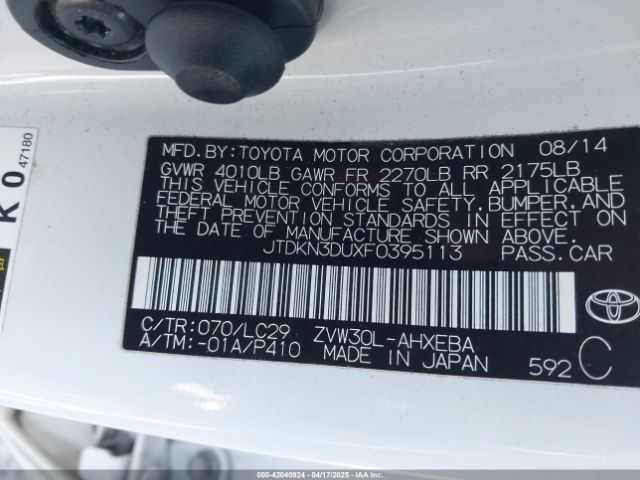 K 0 47180
MFD. BY: TOYOTA MOTOR CORPORATION 08/14
GVWR 4010LB GAWR FR 2270LB RR 2175LB
THIS VEHICLE CONFORMS TO ALL APPLICABLE
FEDERAL MOTOR VEHICLE SAFETY, BUMPER, AND
THEFT PREVENTION STANDARDS IN EFFECT ON
THE DATE OF MANUFACTURE SHOWN ABOVE.
JTDKN3DUXF0395113 PASS. CAR
C/TR: 070/LC29 ZVW30L-AHXEBA
A/TM: -01A/P410 MADE IN JAPAN
592 C
000-42040924 - 04/17/2025 - IAAI.COM